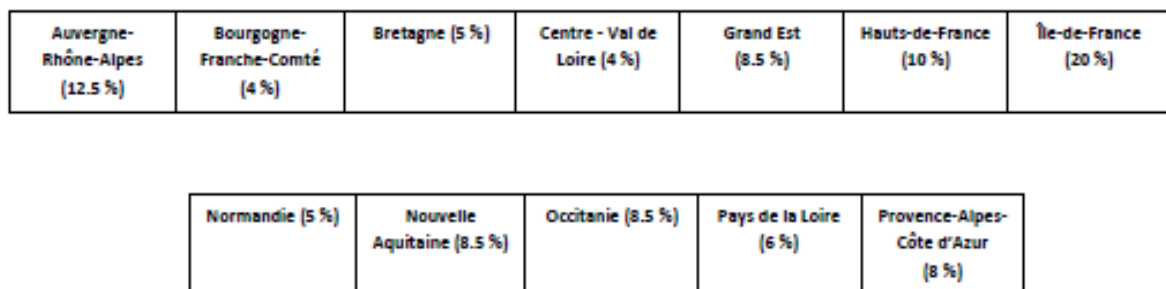 Auvergne-
Rhône-Alpes
(12.5 %)
Bourgogne-
Franche-Comté
(4 %)
Bretagne (5 %)
Centre - Val de
Loire (4 %)
Grand Est
(8.5 %)
Hauts-de-France
(10 %)
Île-de-France
(20 %)
Normandie (5 %)
Nouvelle
Aquitaine (8.5 %)
Occitanie (8.5 %)
Pays de la Loire
(6 %)
Provence-Alpes-
Côte d'Azur
(8 %)